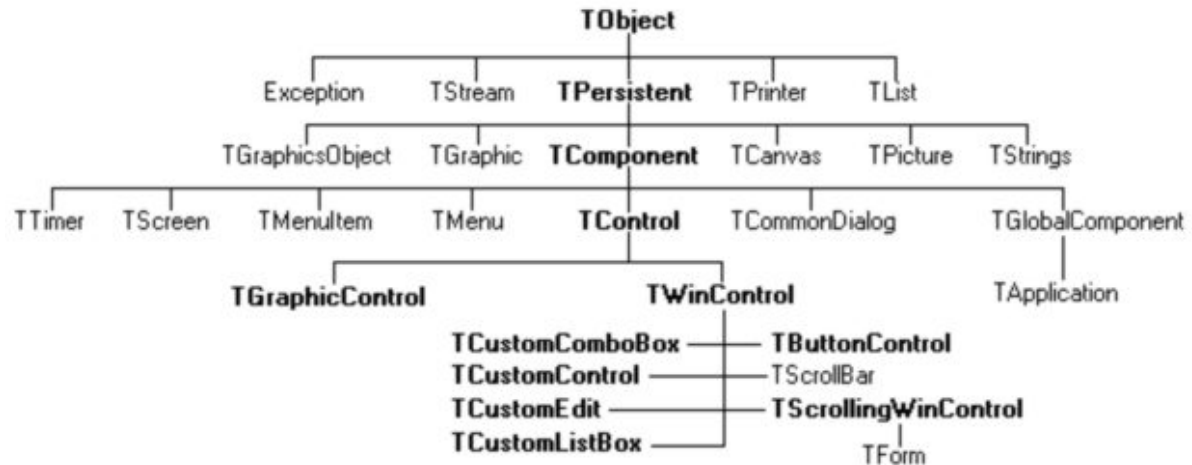 TObject
Exception TStream TPersistent TPrinter TList
TGraphicsObject TGraphic TComponent TCanvas TPicture TStrings
TTimer TScreen TMenuItem TMenu TControl TCommonDialog TGlobalComponent
TGraphicControl TWinControl TApplication
TCustomComboBox TButtonControl
TCustomControl TScrollBar
TCustomEdit TScrollingWinControl
TCustomListBox
TForm